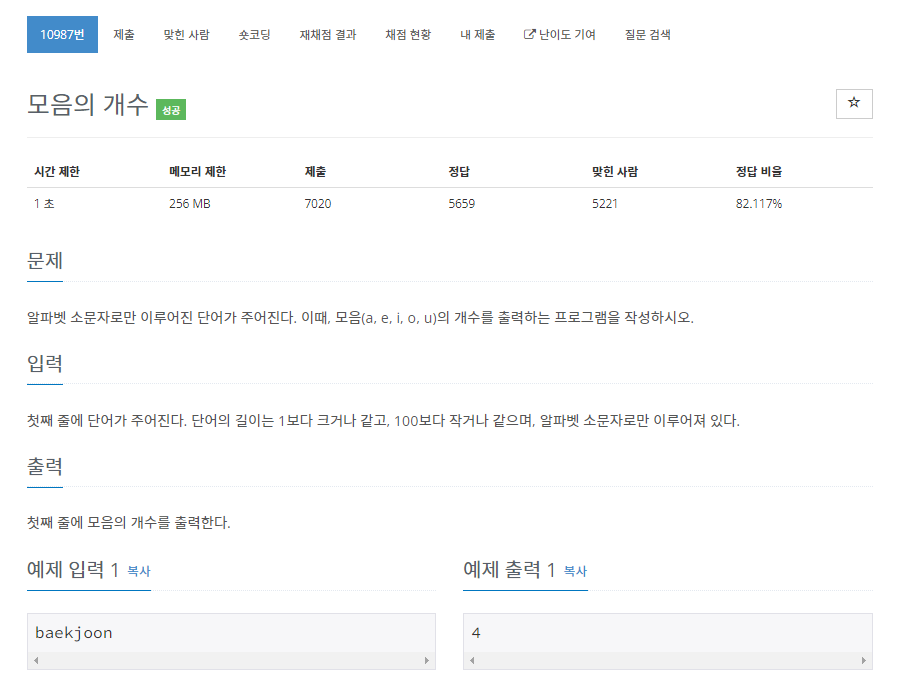 10987번 제출 맞힌 사람 숏코딩 재채점 결과 채점 현황 내 제출 난이도 기여 질문 검색
모음의 개수 성공
시간 제한 메모리 제한 제출 정답 맞힌 사람 정답 비율
1 초 256 MB 7020 5659 5221 82.117%
문제
알파벳 소문자로만 이루어진 단어가 주어진다. 이때, 모음(a, e, i, o, u)의 개수를 출력하는 프로그램을 작성하시오.
입력
첫째 줄에 단어가 주어진다. 단어의 길이는 1보다 크거나 같고, 100보다 작거나 같으며, 알파벳 소문자로만 이루어져 있다.
출력
첫째 줄에 모음의 개수를 출력한다.
예제 입력 1 복사 예제 출력 1 복사
baekjoon 4